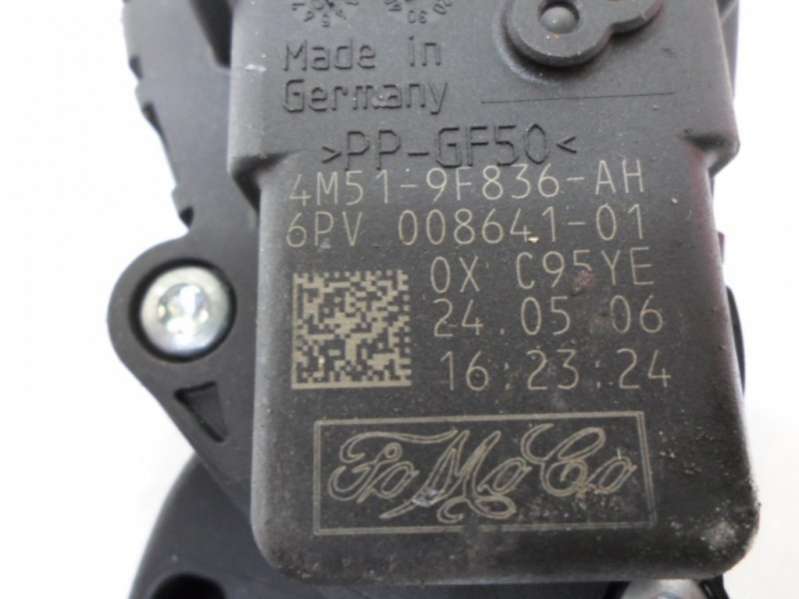 Made in
Germany
>PP-GF50<
4M51-9F836-AH
6PV 008641-01
0X C95YE
24.05.06
16:23:24
FoMoCo